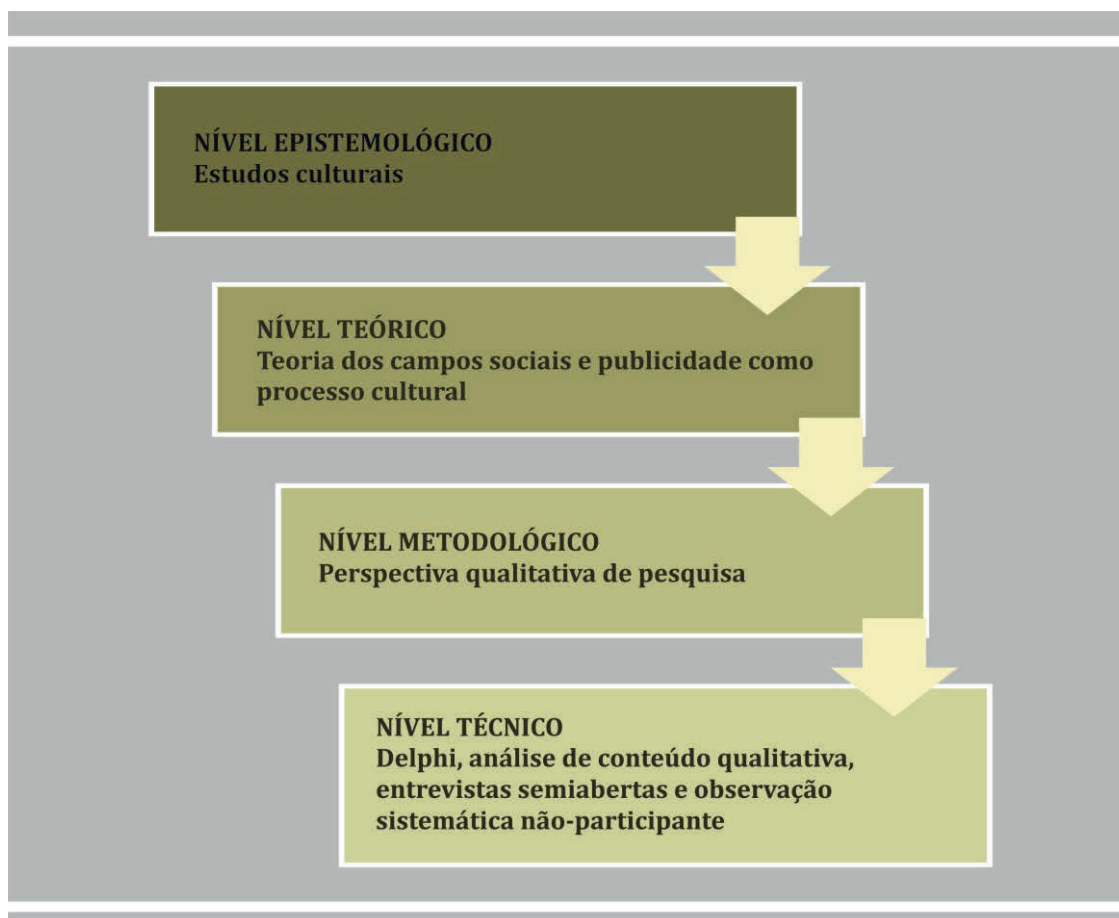 NÍVEL EPISTEMOLÓGICO
Estudos culturais
NÍVEL TEÓRICO
Teoria dos campos sociais e publicidade como
processo cultural
NÍVEL METODOLÓGICO
Perspectiva qualitativa de pesquisa
NÍVEL TÉCNICO
Delphi, análise de conteúdo qualitativa,
entrevistas semiabertas e observação
sistemática não-participante